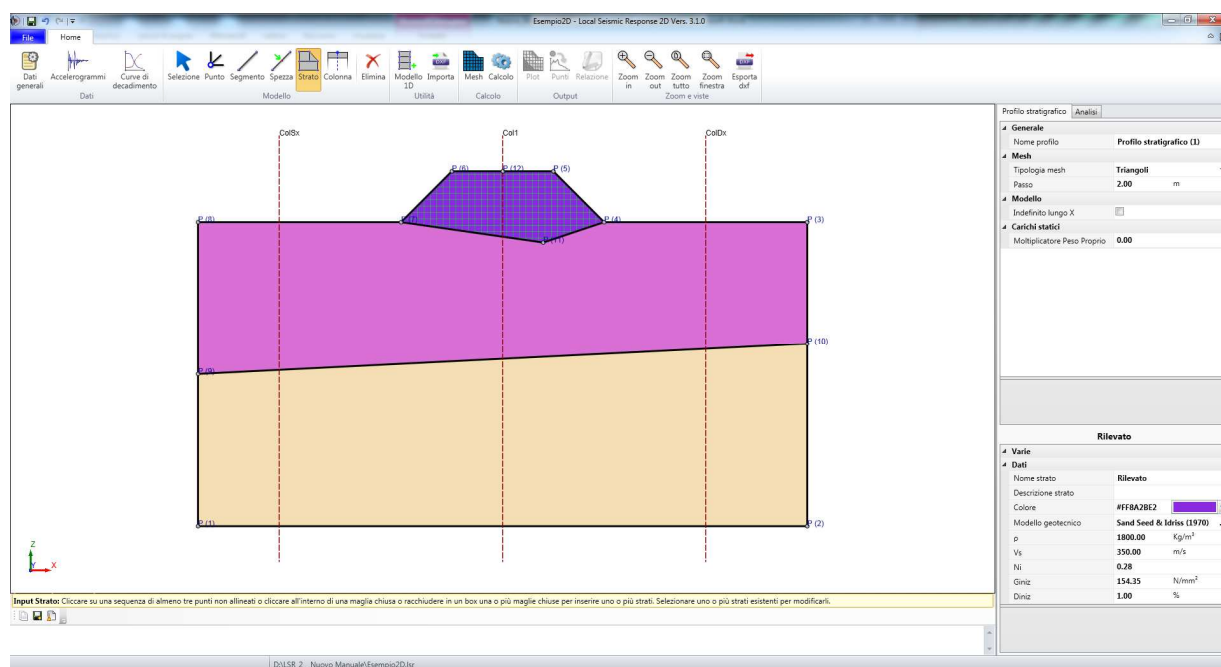 Esempio2D - Local Seismic Response 2D Vers. 3.1.0
File
Home
Dati generali
Accelerogrammi
Curve di decadimento
Dati
Selezione
Punto
Segmento
Spezza
Strato
Colonna
Elimina
Modello
Modello 1D
Importa
Utilità
Mesh
Calcolo
Calcolo
Plot
Punti
Relazione
Output
Zoom in
Zoom out
Zoom tutto
Zoom finestra
Esporta dxf
Zoom e viste
ColSx
Col1
ColDx
P (6)
P (12)
P (5)
P (8)
P (7)
P (4)
P (3)
P (11)
P (10)
P (9)
P (1)
P (2)
Z
Y
X
Profilo stratigrafico
Analisi
Generale
Nome profilo Profilo stratigrafico (1)
Mesh
Tipologia mesh Triangoli
Passo 2.00 m
Modello
Indefinito lungo X
Carichi statici
Moltiplicatore Peso Proprio 0.00
Rilevato
Varie
Dati
Nome strato Rilevato
Descrizione strato
Colore #FF8A2BE2
Modello geotecnico Sand Seed & Idriss (1970)
ρ 1800.00 Kg/m³
Vs 350.00 m/s
Ni 0.28
Giniz 154.35 N/mm²
Diniz 1.00 %
Input Strato: Cliccare su una sequenza di almeno tre punti non allineati o cliccare all'interno di una maglia chiusa o racchiudere in un box una o più maglie chiuse per inserire uno o più strati. Selezionare uno o più strati esistenti per modificarli.
D:\LSR_2_ Nuovo Manuale\Esempio2D.lsr